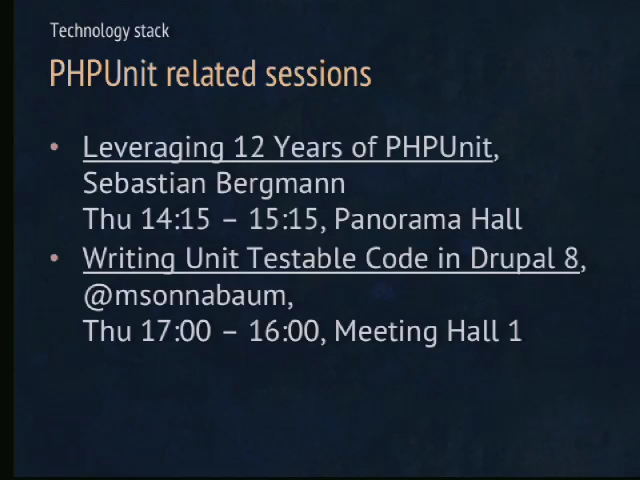 Technology stack
PHPUnit related sessions
• Leveraging 12 Years of PHPUnit,
Sebastian Bergmann
Thu 14:15 – 15:15, Panorama Hall
• Writing Unit Testable Code in Drupal 8,
@msonnabaum,
Thu 17:00 – 16:00, Meeting Hall 1